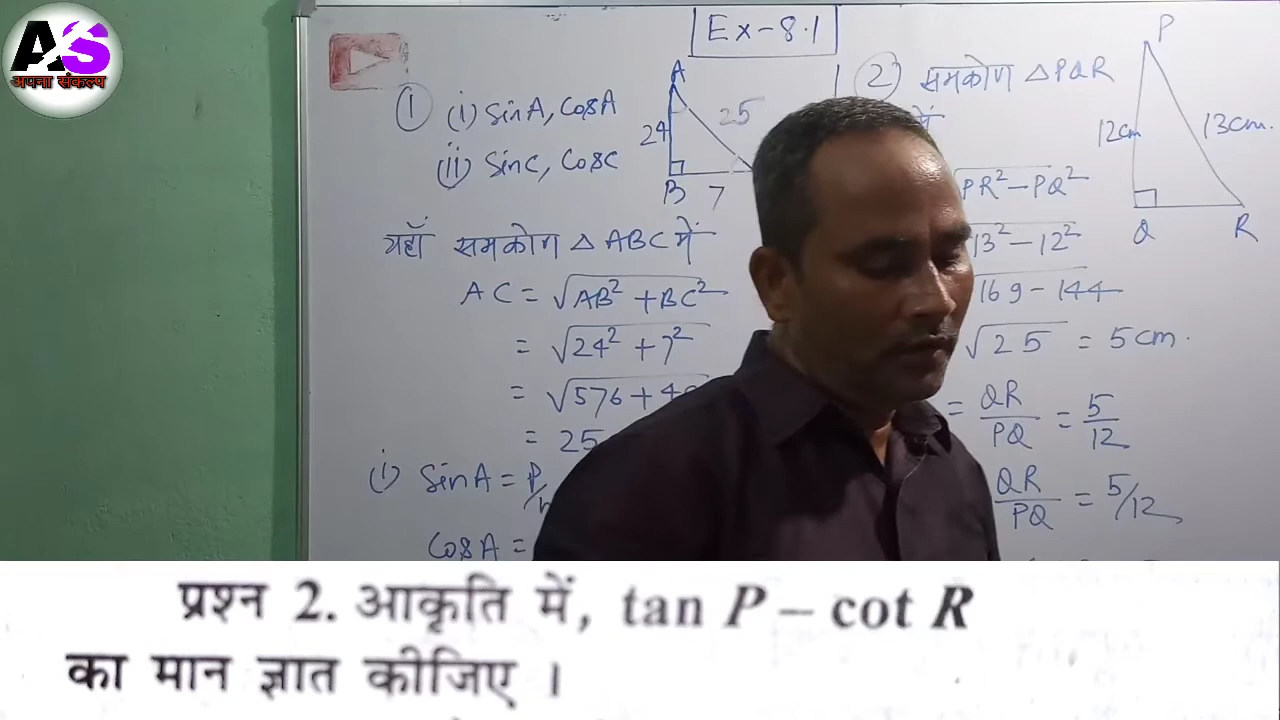 AS
अपना संकल्प
Ex-8.1
① (i) SinA, CosA
(ii) SinC, CosC
A
24
25
B
7
यहाँ समकोण △ ABC में
AC = √AB² + BC²
= √24² + 7²
= √576 + 49
= 25
(i) SinA = P/h
CosA =
② समकोण △PQR
में
√PR² – PQ²
13² – 12²
169 – 144
√25 = 5cm.
= QR/PQ = 5/12
QR/PQ = 5/12
P
12cm
13cm.
Q
R
प्रश्न 2. आकृति में, tan P – cot R
का मान ज्ञात कीजिए ।